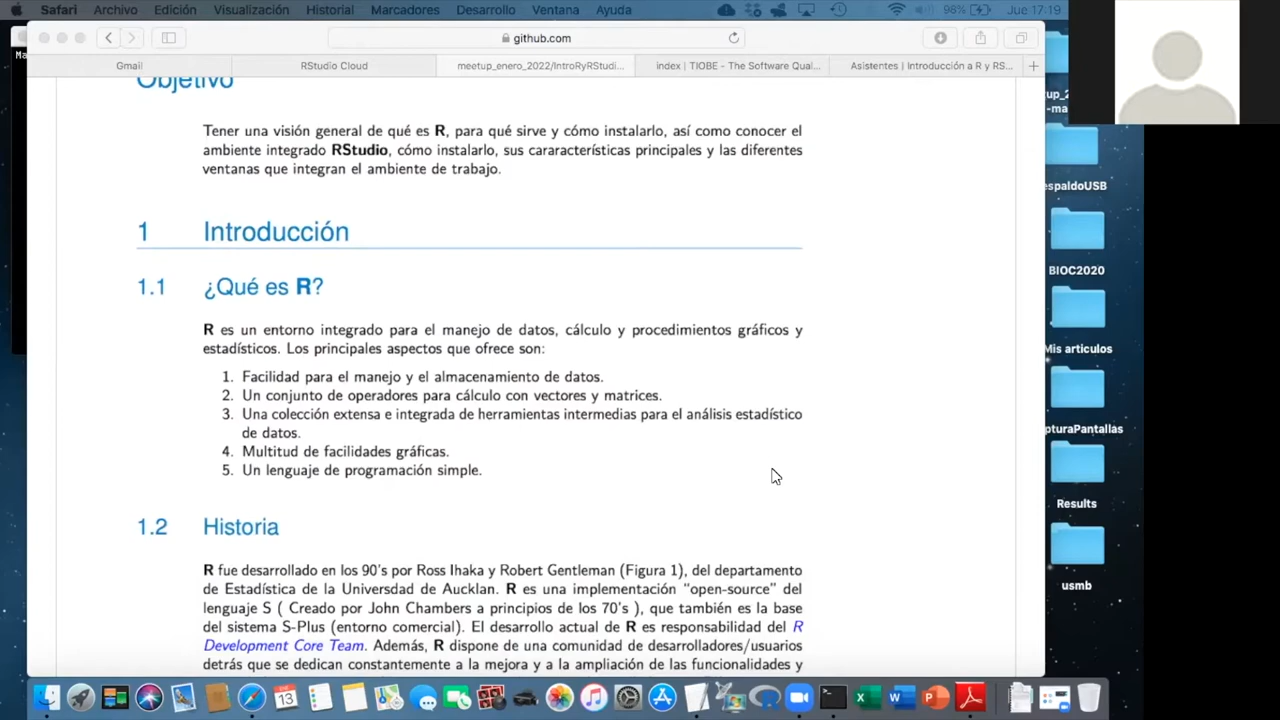 Safari Archivo Edición Visualización Historial Marcadores Desarrollo Ventana Ayuda 98% Jue 17:19
github.com
Gmail RStudio Cloud meetup_enero_2022/IntroRyRStudi... index | TIOBE - The Software Qual... Asistentes | Introducción a R y RS...
Objetivo
Tener una visión general de qué es R, para qué sirve y cómo instalarlo, así como conocer el
ambiente integrado RStudio, cómo instalarlo, sus cararacterísticas principales y las diferentes
ventanas que integran el ambiente de trabajo.
1 Introducción
1.1 ¿Qué es R?
R es un entorno integrado para el manejo de datos, cálculo y procedimientos gráficos y
estadísticos. Los principales aspectos que ofrece son:
1. Facilidad para el manejo y el almacenamiento de datos.
2. Un conjunto de operadores para cálculo con vectores y matrices.
3. Una colección extensa e integrada de herramientas intermedias para el análisis estadístico
de datos.
4. Multitud de facilidades gráficas.
5. Un lenguaje de programación simple.
1.2 Historia
R fue desarrollado en los 90's por Ross Ihaka y Robert Gentleman (Figura 1), del departamento
de Estadística de la Universdad de Aucklan. R es una implementación "open-source" del
lenguaje S ( Creado por John Chambers a principios de los 70's ), que también es la base
del sistema S-Plus (entorno comercial). El desarrollo actual de R es responsabilidad del R
Development Core Team. Además, R dispone de una comunidad de desarrolladores/usuarios
detrás que se dedican constantemente a la mejora y a la ampliación de las funcionalidades y
espaldoUSB
BIOC2020
Mis articulos
pturaPantallas
Results
usmb